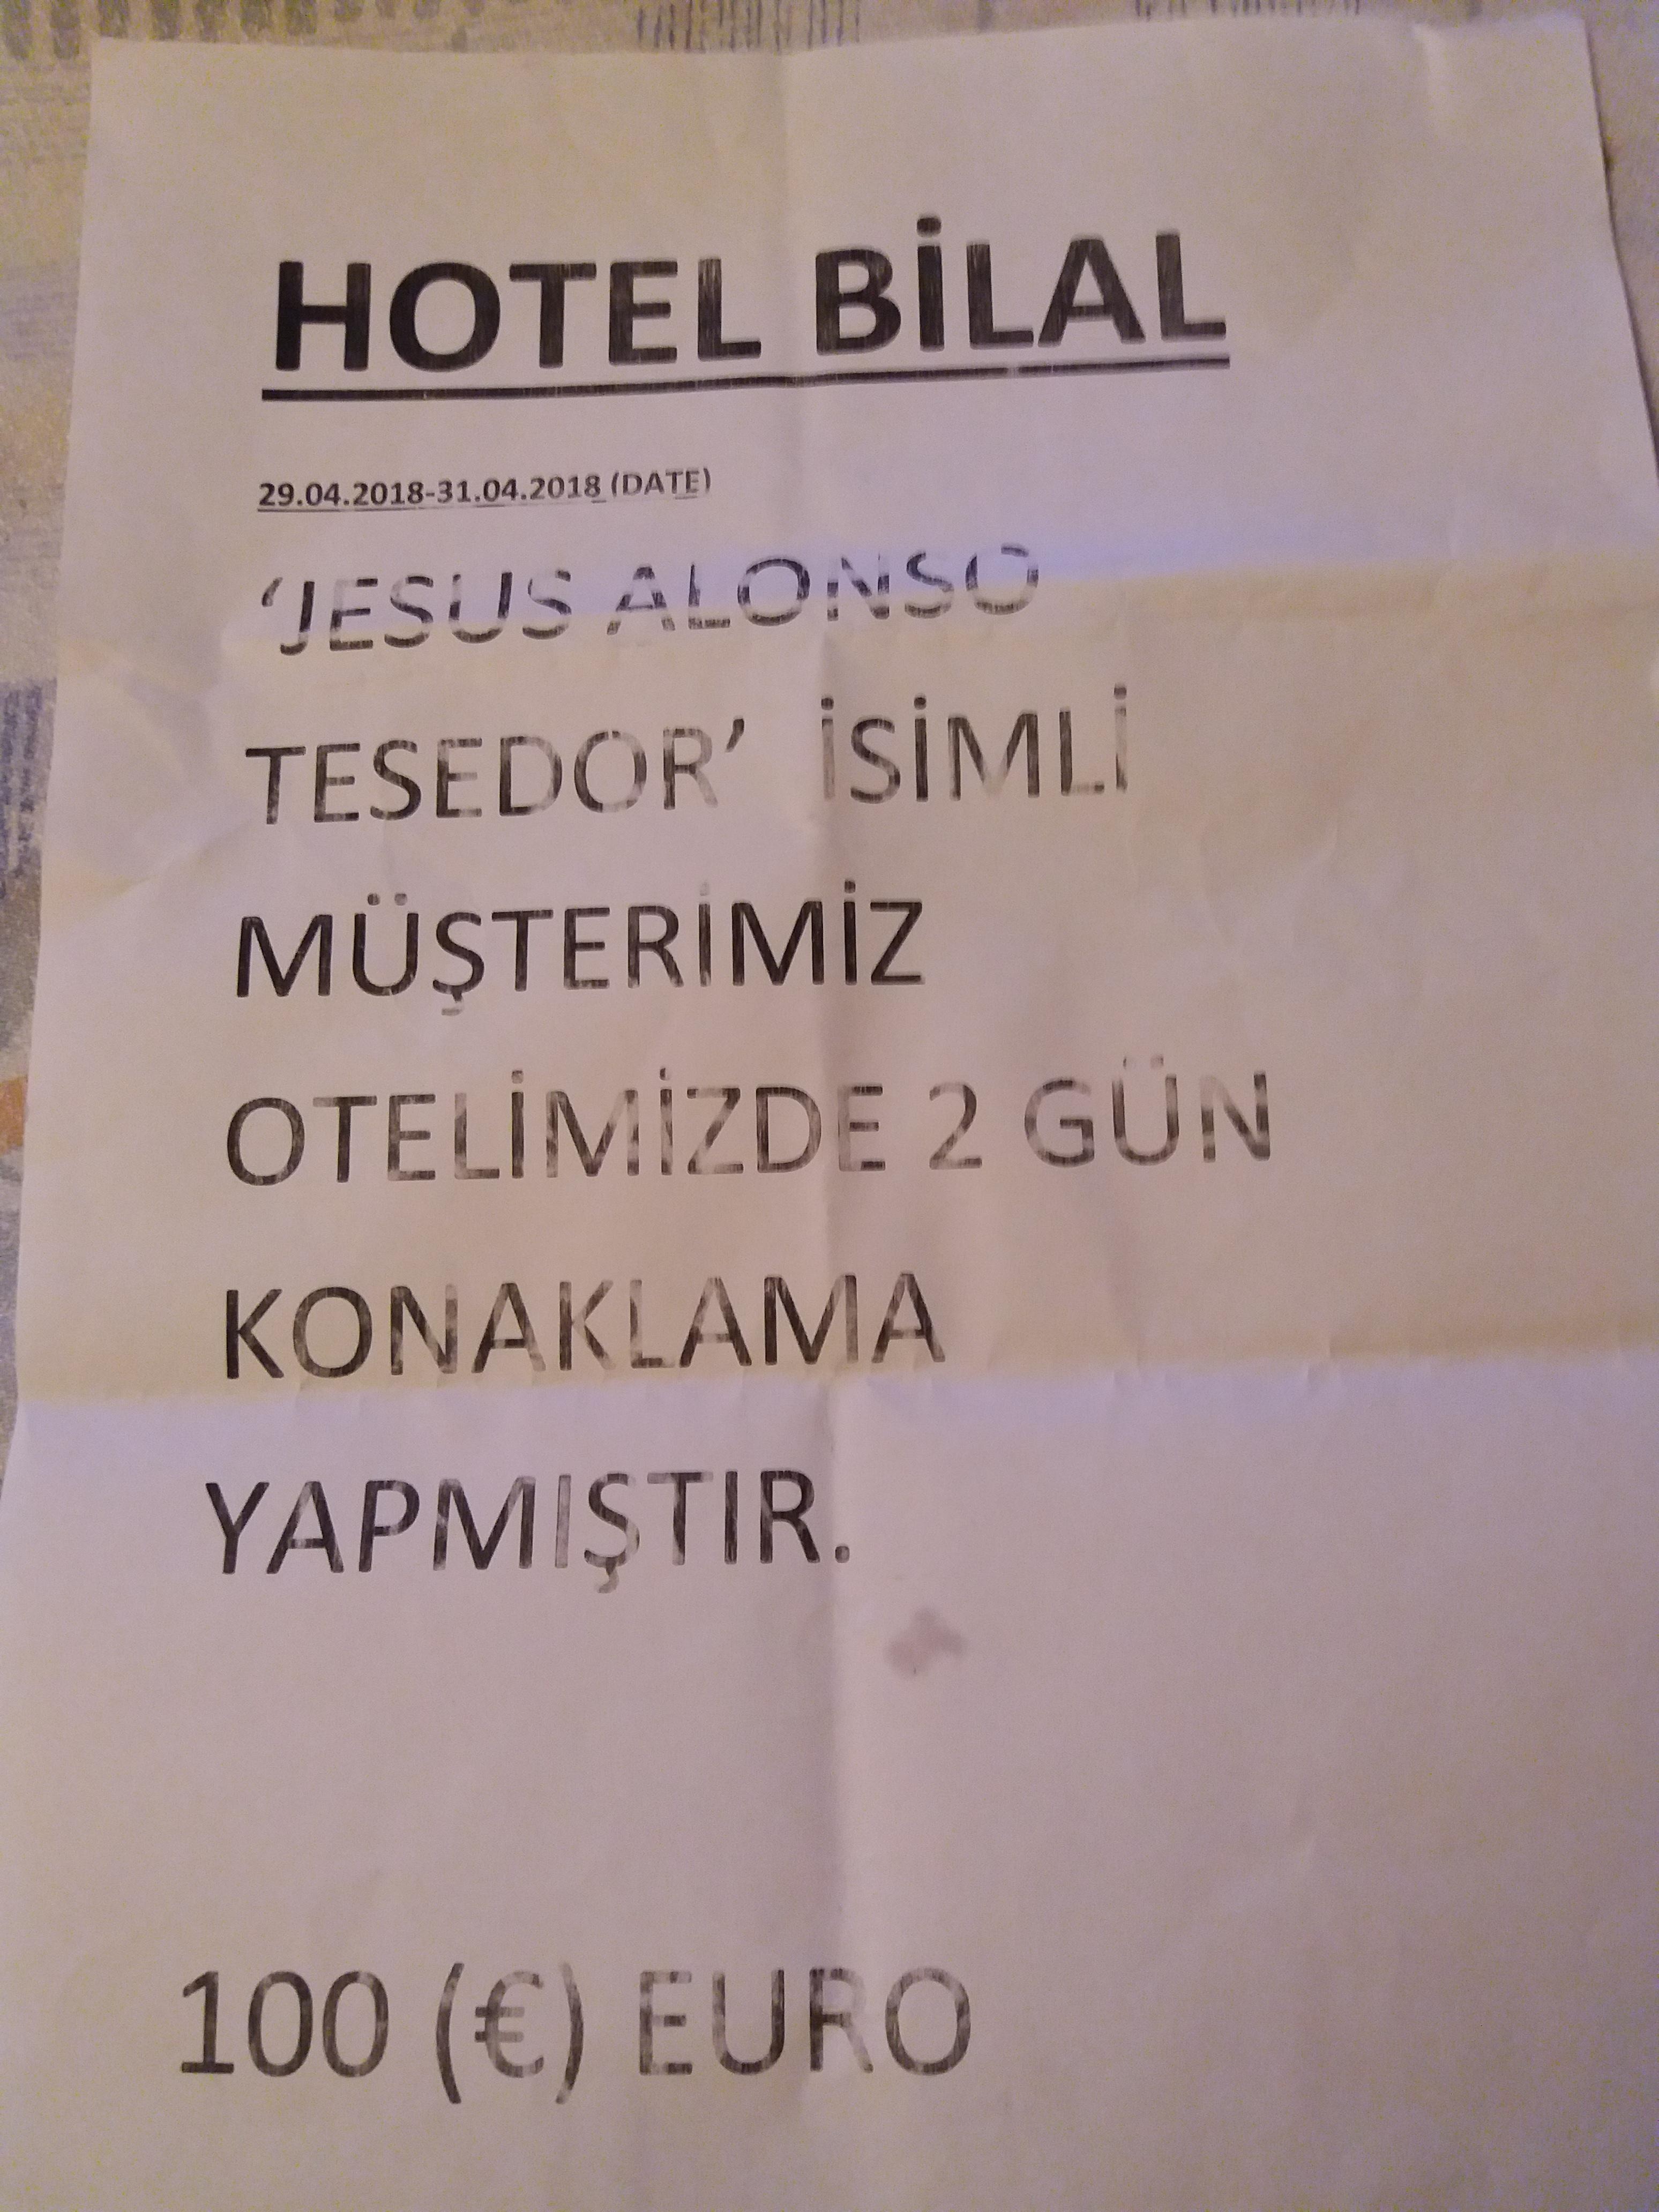 HOTEL BİLAL
29.04.2018-31.04.2018 (DATE)
‘JESUS ALONSO
TESEDOR’ İSİMLİ
MÜŞTERİMİZ
OTELİMİZDE 2 GÜN
KONAKLAMA
YAPMIŞTIR.
100 (€) EURO